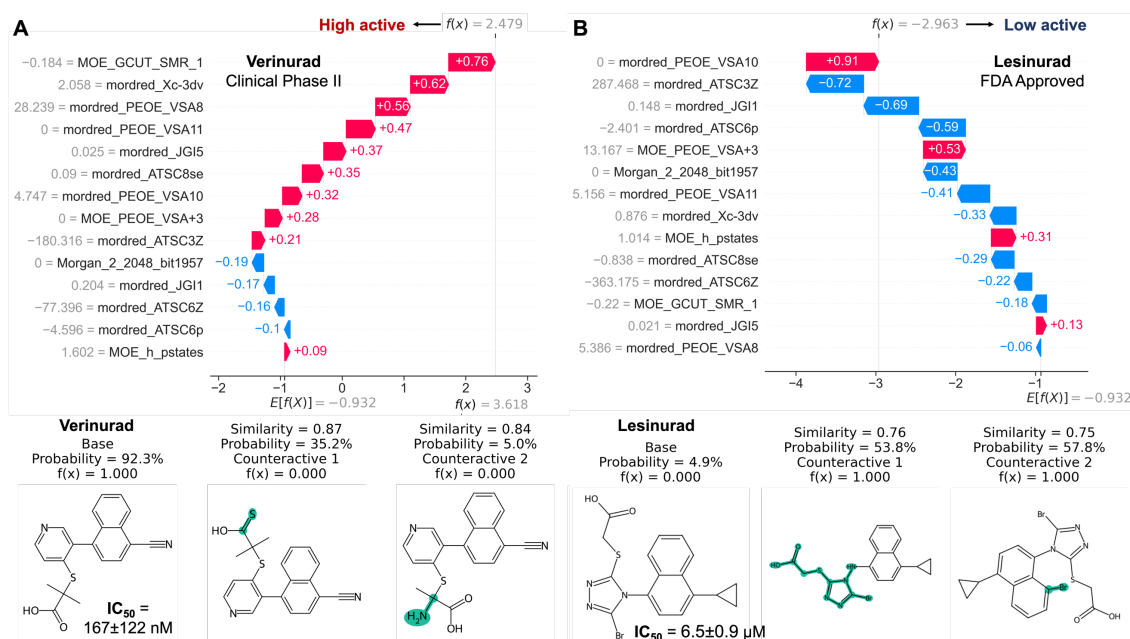 A
High active
f(x) = 2.479
Verinurad
Clinical Phase II
−0.184 = MOE_GCUT_SMR_1
+0.76
2.058 = mordred_Xc-3dv
+0.62
28.239 = mordred_PEOE_VSA8
+0.56
0 = mordred_PEOE_VSA11
+0.47
0.025 = mordred_JGI5
+0.37
0.09 = mordred_ATSC8se
+0.35
4.747 = mordred_PEOE_VSA10
+0.32
0 = MOE_PEOE_VSA+3
+0.28
−180.316 = mordred_ATSC3Z
+0.21
0 = Morgan_2_2048_bit1957
−0.19
0.204 = mordred_JGI1
−0.17
−77.396 = mordred_ATSC6Z
−0.16
−4.596 = mordred_ATSC6p
−0.1
1.602 = MOE_h_pstates
+0.09
−2 −1 0 1 2 3
E[f(X)] = −0.932
f(x) = 3.618
B
f(x) = −2.963
Low active
Lesinurad
FDA Approved
0 = mordred_PEOE_VSA10
+0.91
287.468 = mordred_ATSC3Z
−0.72
0.148 = mordred_JGI1
−0.69
−2.401 = mordred_ATSC6p
−0.59
13.167 = MOE_PEOE_VSA+3
+0.53
0 = Morgan_2_2048_bit1957
−0.43
5.156 = mordred_PEOE_VSA11
−0.41
0.876 = mordred_Xc-3dv
−0.33
1.014 = MOE_h_pstates
+0.31
−0.838 = mordred_ATSC8se
−0.29
−363.175 = mordred_ATSC6Z
−0.22
−0.22 = MOE_GCUT_SMR_1
−0.18
0.021 = mordred_JGI5
+0.13
5.386 = mordred_PEOE_VSA8
−0.06
−4 −3 −2 −1
E[f(X)] = −0.932
Verinurad
Base
Probability = 92.3%
f(x) = 1.000
N
N
S
HO
O
IC50 =
167±122 nM
Similarity = 0.87
Probability = 35.2%
Counteractive 1
f(x) = 0.000
S
HO
S
N
N
Similarity = 0.84
Probability = 5.0%
Counteractive 2
f(x) = 0.000
N
N
S
H2N
O
OH
Lesinurad
Base
Probability = 4.9%
f(x) = 0.000
HO
O
S
N
N
N
Br
IC50 = 6.5±0.9 µM
Similarity = 0.76
Probability = 53.8%
Counteractive 1
f(x) = 1.000
HO
HN
Similarity = 0.75
Probability = 57.8%
Counteractive 2
f(x) = 1.000
Br
N
N
N
S
Br
O
OH